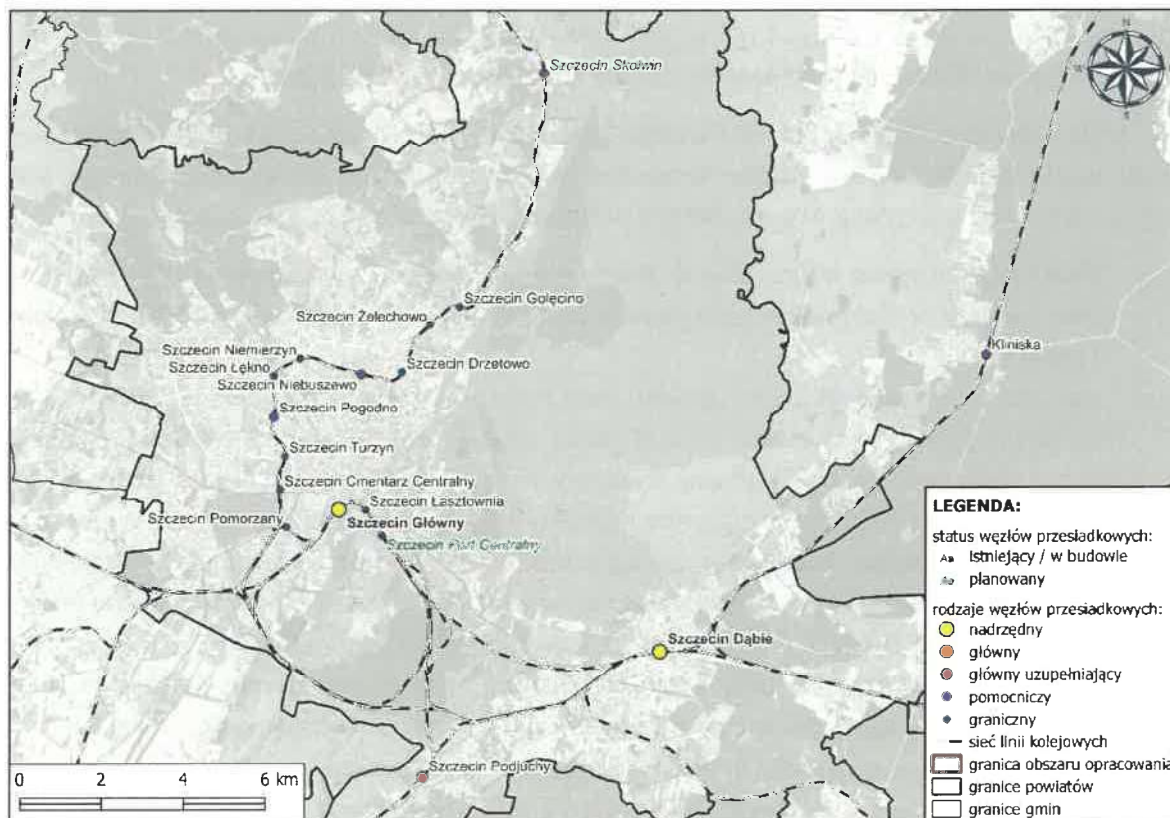 N
Szczecin Skolwin
Szczecin Golęcino
Szczecin Żelechowo
Szczecin Niemierzyn
Szczecin Łękno
Szczecin Drzetowo
Szczecin Niebuszewo
Kliniska
Szczecin Pogodno
Szczecin Turzyn
Szczecin Cmentarz Centralny
Szczecin Łasztownia
Szczecin Pomorzany
Szczecin Główny
Szczecin Port Centralny
Szczecin Dąbie
Szczecin Podjuchy
0 2 4 6 km
LEGENDA:
status węzłów przesiadkowych:
istniejący / w budowie
planowany
rodzaje węzłów przesiadkowych:
nadrzędny
główny
główny uzupełniający
pomocniczy
graniczny
sieć linii kolejowych
granica obszaru opracowania
granice powiatów
granice gmin